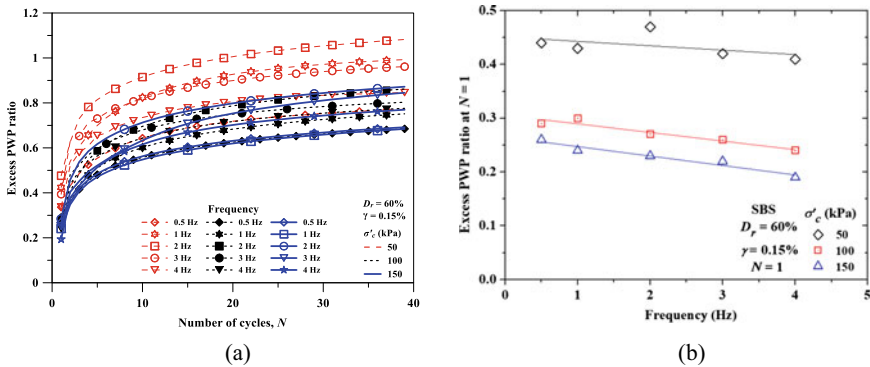 1.2
1
0.8
0.6
0.4
0.2
0
Excess PWP ratio
0 10 20 30 40
Number of cycles, N
Frequency
0.5 Hz 0.5 Hz 0.5 Hz
1 Hz 1 Hz 1 Hz
2 Hz 2 Hz 2 Hz
3 Hz 3 Hz 3 Hz
4 Hz 4 Hz 4 Hz
Dr = 60%
γ = 0.15%
σ'c (kPa)
50
100
150
(a)
0.5
0.4
0.3
0.2
0.1
0.0
Excess PWP ratio at N = 1
0 1 2 3 4 5
Frequency (Hz)
SBS
Dr = 60%
γ = 0.15%
N = 1
σ'c (kPa)
50
100
150
(b)